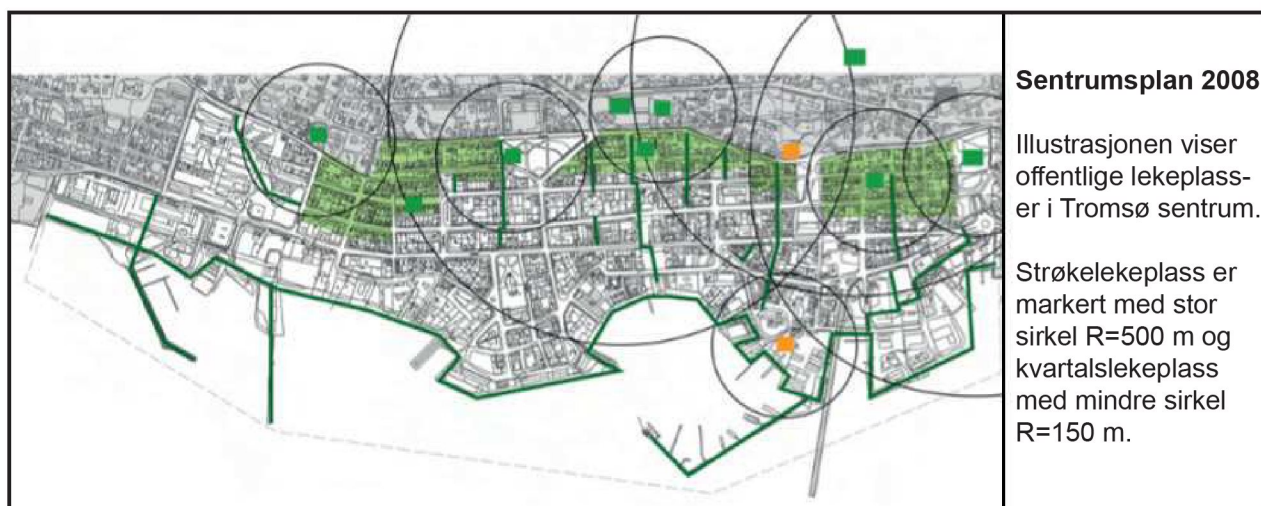 Sentrumsplan 2008
Illustrasjonen viser
offentlige lekeplass-
er i Tromsø sentrum.
Strøkelekeplass er
markert med stor
sirkel R=500 m og
kvartalslekeplass
med mindre sirkel
R=150 m.